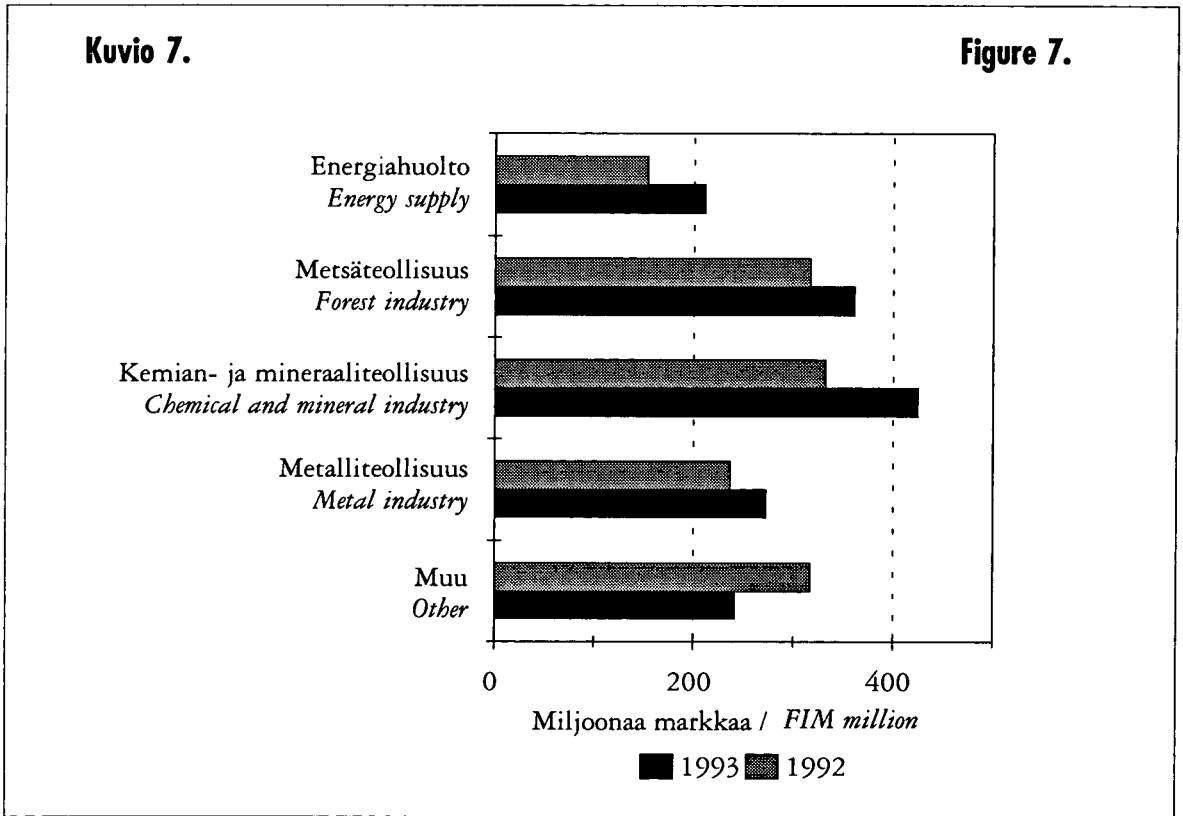 Kuvio 7.
Figure 7.
Energiahuolto
Energy supply
Metsäteollisuus
Forest industry
Kemian- ja mineraaliteollisuus
Chemical and mineral industry
Metalliteollisuus
Metal industry
Muu
Other
0 200 400
Miljoonaa markkaa / FIM million
1993 1992